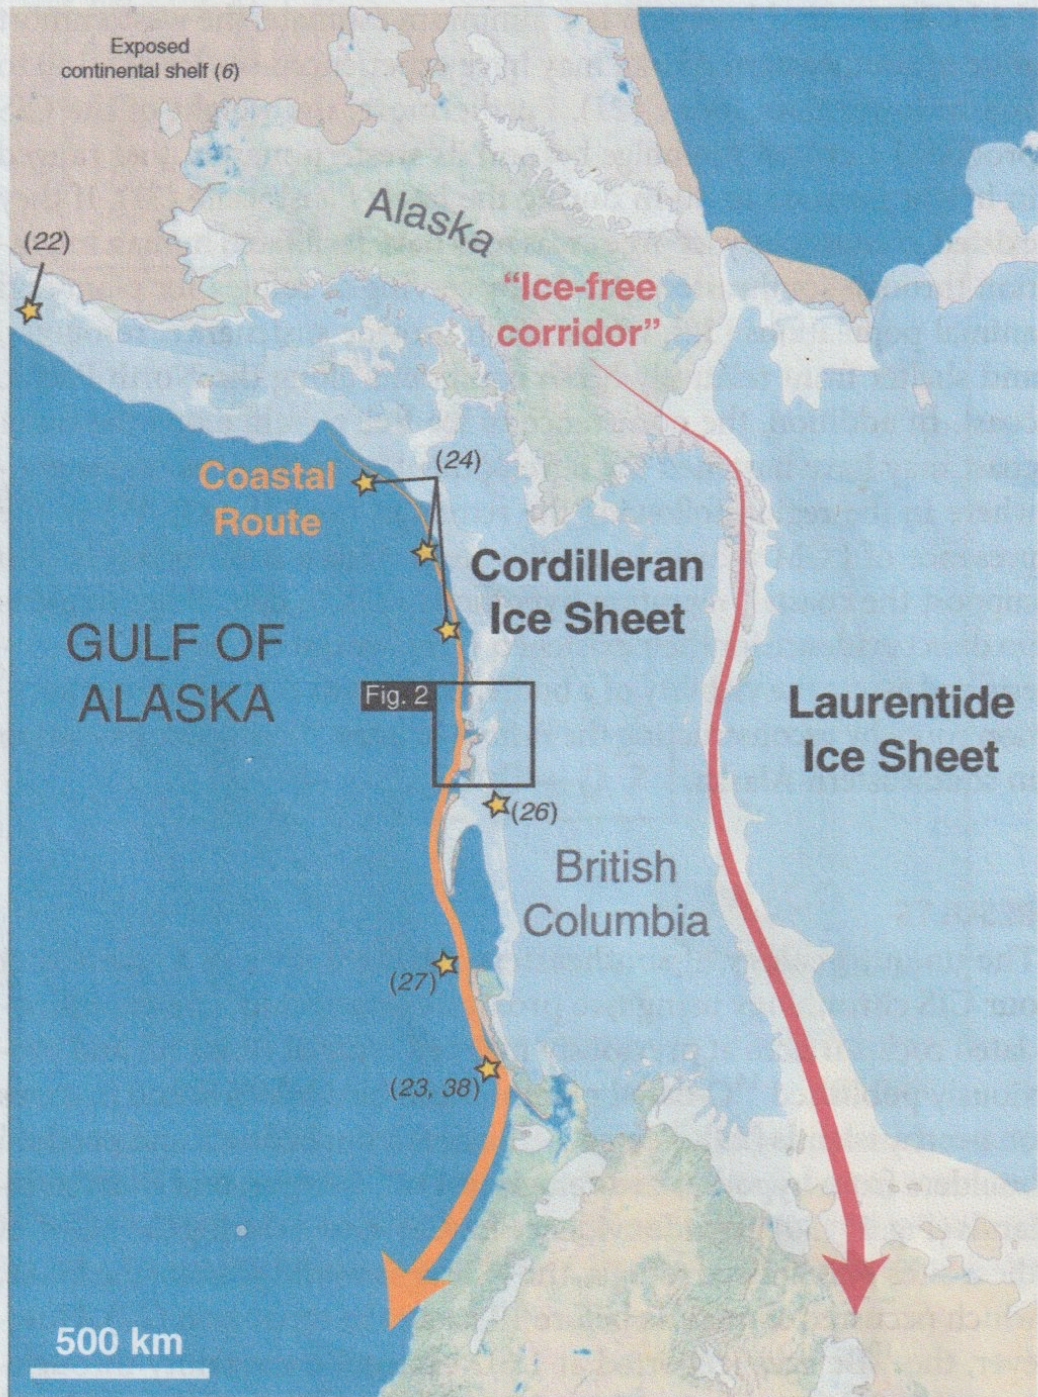 Exposed
continental shelf (6)
Alaska
(22)
"Ice-free
corridor"
(24)
Coastal
Route
Cordilleran
Ice Sheet
GULF OF
ALASKA
Fig. 2
Laurentide
Ice Sheet
(26)
British
Columbia
(27)
(23, 38)
500 km